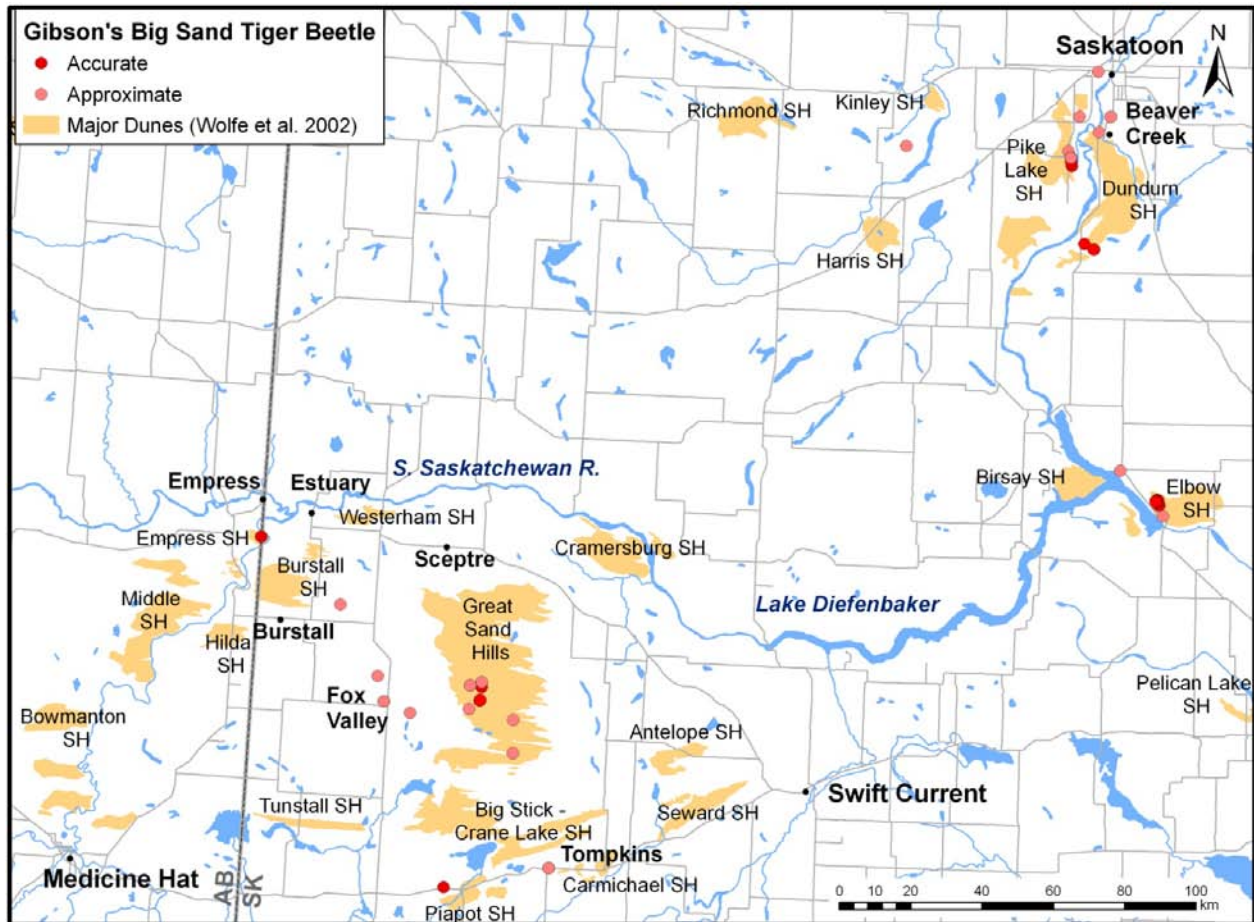 Gibson's Big Sand Tiger Beetle
Accurate
Approximate
Major Dunes (Wolfe et al. 2002)
N
Saskatoon
Richmond SH
Kinley SH
Beaver
Creek
Pike
Lake
SH
Dundurn
SH
Harris SH
S. Saskatchewan R.
Empress
Estuary
Birsay SH
Elbow
SH
Westerham SH
Empress SH
Sceptre
Cramersburg SH
Burstall
SH
Middle
SH
Great
Sand
Hills
Lake Diefenbaker
Hilda
SH
Burstall
Fox
Valley
Pelican Lake
SH
Bowmanton
SH
Antelope SH
Tunstall SH
Big Stick
Crane Lake SH
Seward SH
Swift Current
Tompkins
Medicine Hat
AB
SK
Carmichael SH
Piapot SH
0 10 20 40 60 80 100
km